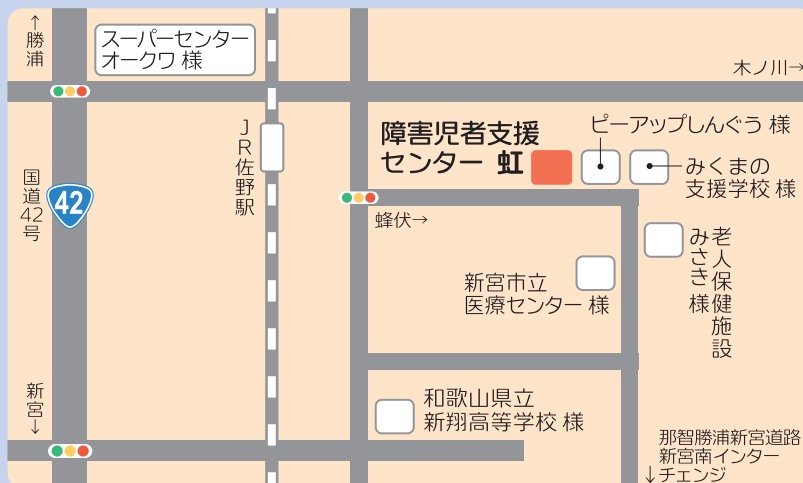 ↑勝浦
スーパーセンター
オークワ 様
木ノ川→
JR佐野駅
障害児者支援
センター 虹
ピーアップしんぐう 様
みくまの
支援学校 様
国道42号
42
蜂伏→
老人保健施設
みさき 様
新宮市立
医療センター 様
新宮↓
和歌山県立
新翔高等学校 様
那智勝浦新宮道路
新宮南インター
↓チェンジ